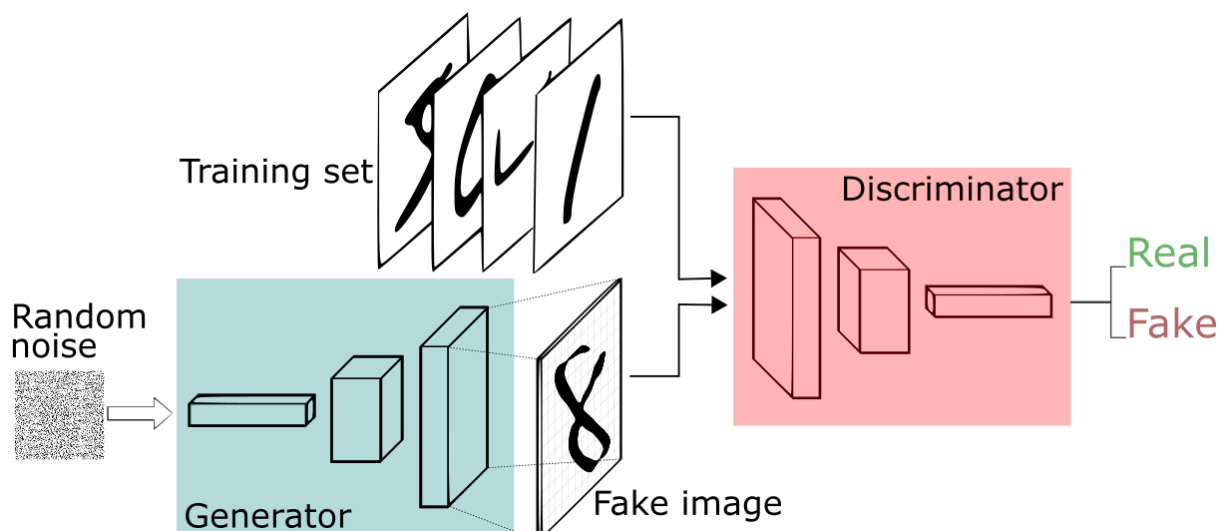 Training set
Discriminator
Real
Fake
Random
noise
Generator
Fake image